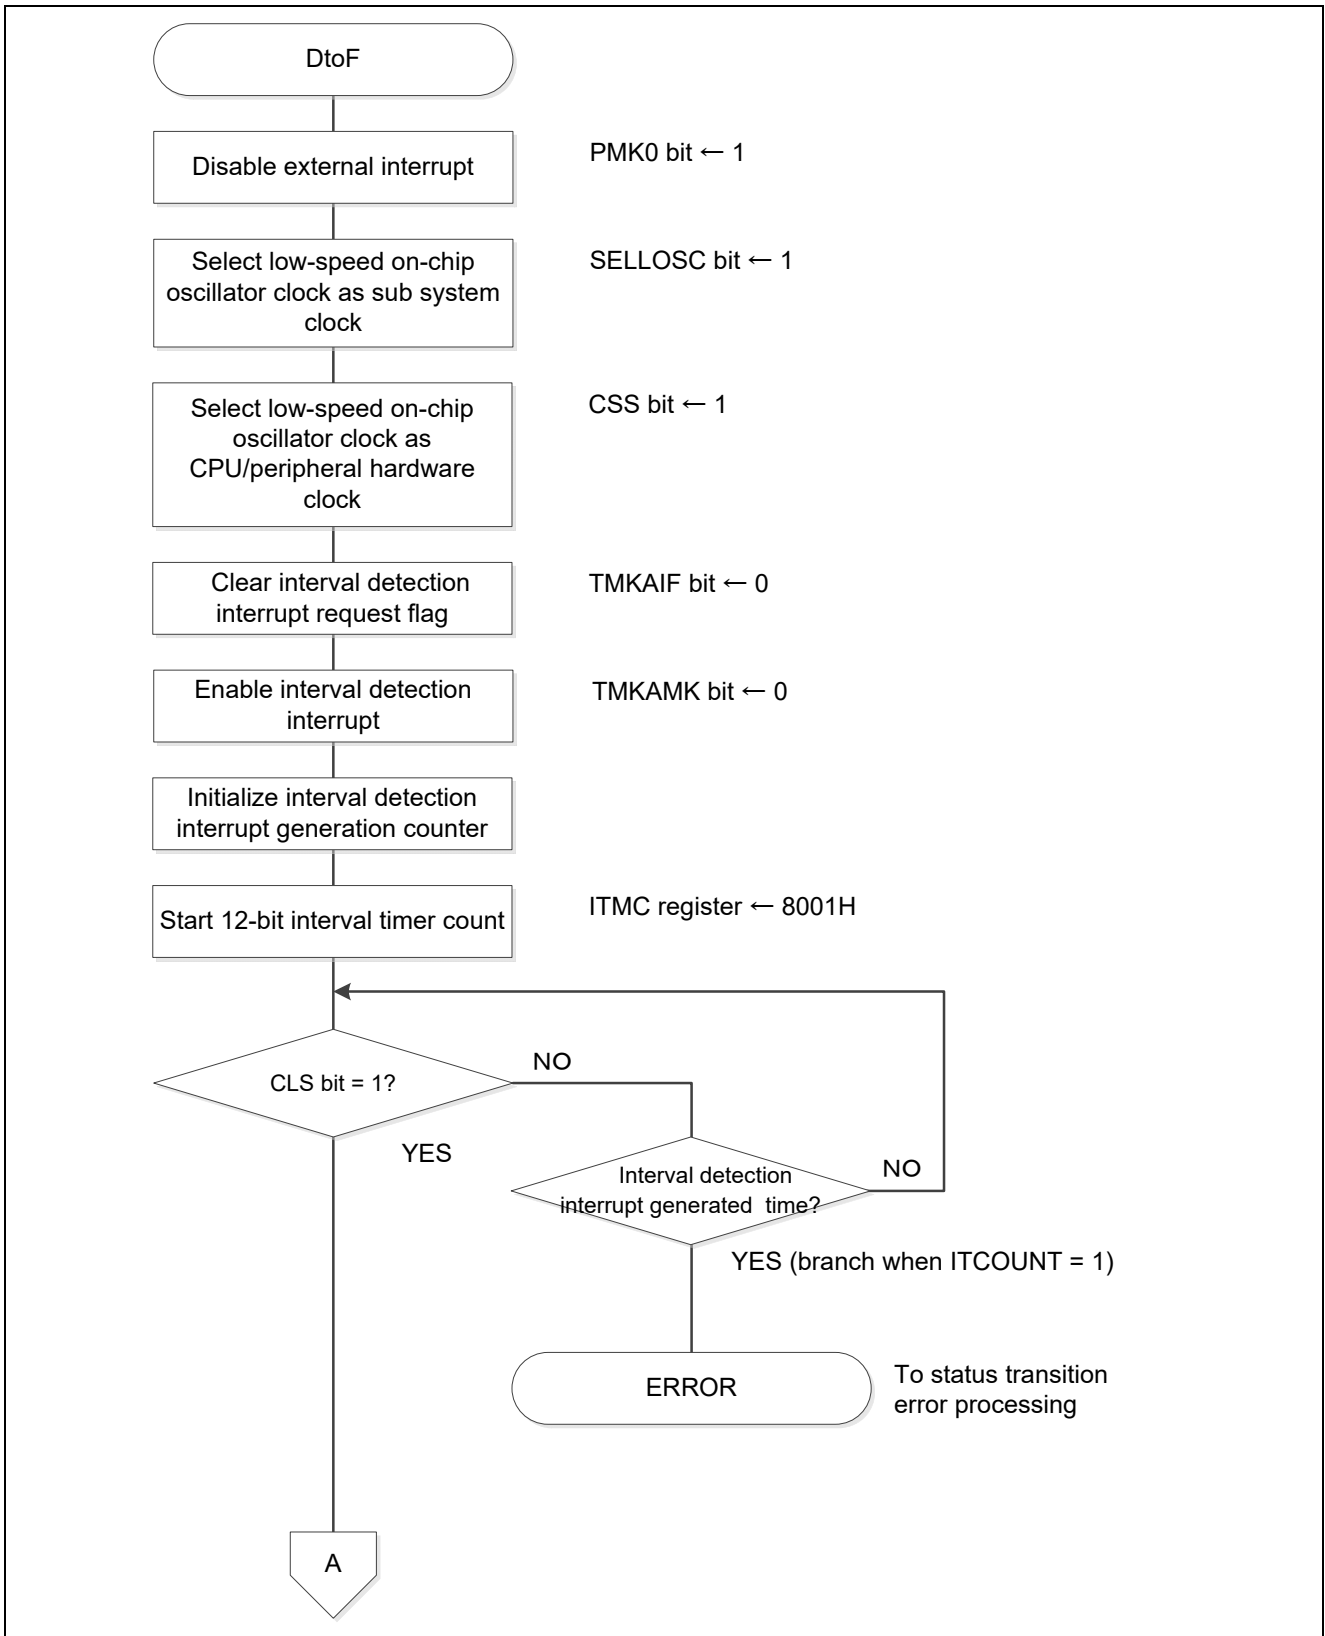 DtoF
Disable external interrupt
PMK0 bit ← 1
Select low-speed on-chip
oscillator clock as sub system
clock
SELLOSC bit ← 1
Select low-speed on-chip
oscillator clock as
CPU/peripheral hardware
clock
CSS bit ← 1
Clear interval detection
interrupt request flag
TMKAIF bit ← 0
Enable interval detection
interrupt
TMKAMK bit ← 0
Initialize interval detection
interrupt generation counter
Start 12-bit interval timer count
ITMC register ← 8001H
CLS bit = 1?
NO
YES
Interval detection
interrupt generated time?
NO
YES (branch when ITCOUNT = 1)
ERROR
To status transition
error processing
A